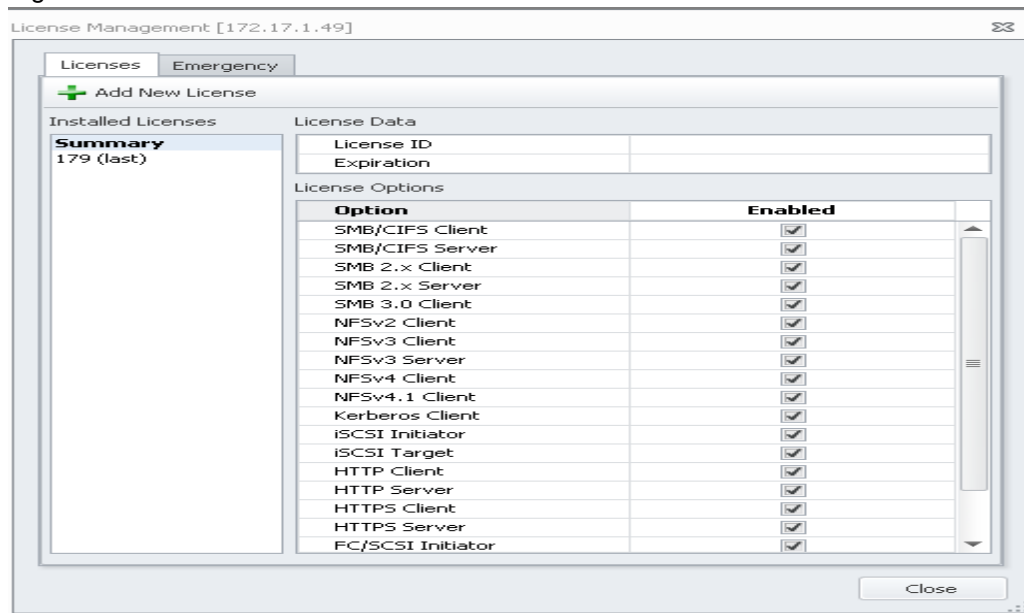 License Management [172.17.1.49]
Licenses Emergency
Add New License
Installed Licenses
Summary
179 (last)
License Data
License ID
Expiration
License Options
Option Enabled
SMB/CIFS Client
SMB/CIFS Server
SMB 2.x Client
SMB 2.x Server
SMB 3.0 Client
NFSv2 Client
NFSv3 Client
NFSv3 Server
NFSv4 Client
NFSv4.1 Client
Kerberos Client
iSCSI Initiator
iSCSI Target
HTTP Client
HTTP Server
HTTPS Client
HTTPS Server
FC/SCSI Initiator
Close